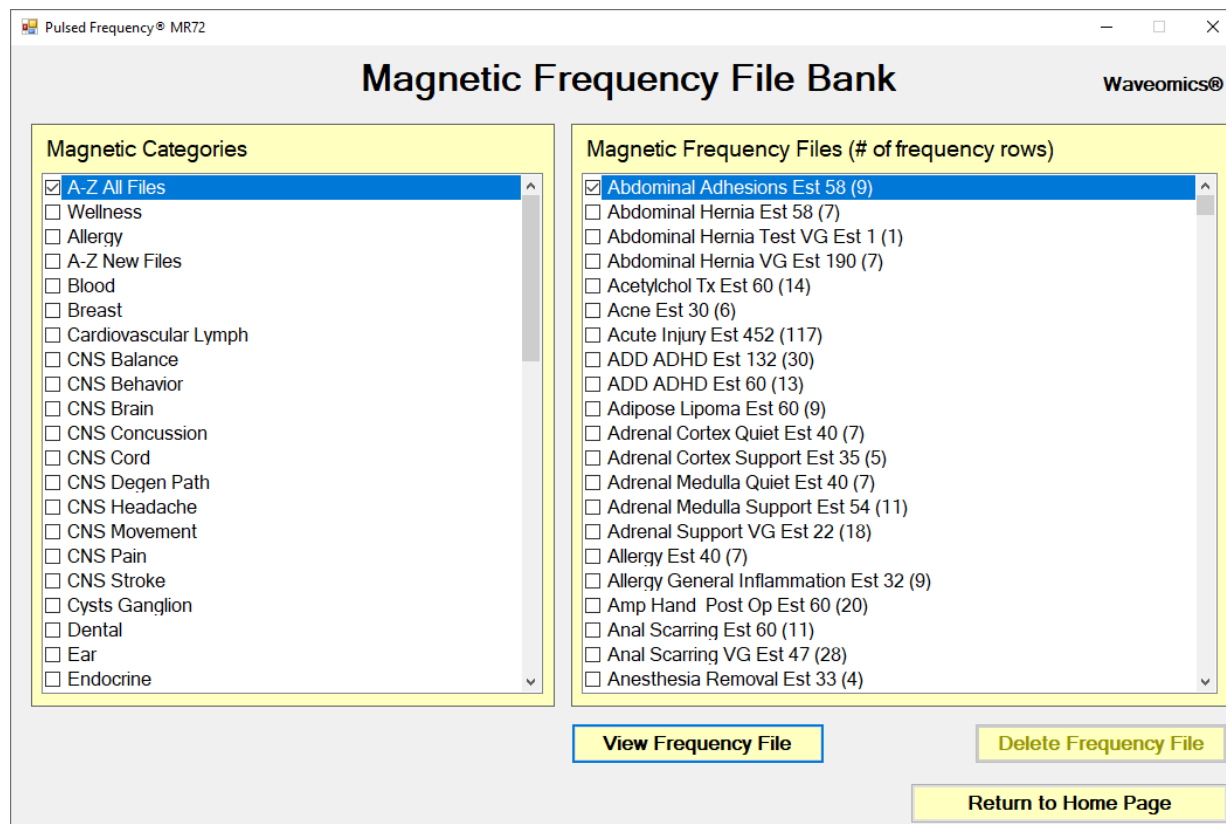 Pulsed Frequency® MR72
Magnetic Frequency File Bank
Waveomics®
Magnetic Categories
A-Z All Files
Wellness
Allergy
A-Z New Files
Blood
Breast
Cardiovascular Lymph
CNS Balance
CNS Behavior
CNS Brain
CNS Concussion
CNS Cord
CNS Degen Path
CNS Headache
CNS Movement
CNS Pain
CNS Stroke
Cysts Ganglion
Dental
Ear
Endocrine
Magnetic Frequency Files (# of frequency rows)
Abdominal Adhesions Est 58 (9)
Abdominal Hernia Est 58 (7)
Abdominal Hernia Test VG Est 1 (1)
Abdominal Hernia VG Est 190 (7)
Acetylchol Tx Est 60 (14)
Acne Est 30 (6)
Acute Injury Est 452 (117)
ADD ADHD Est 132 (30)
ADD ADHD Est 60 (13)
Adipose Lipoma Est 60 (9)
Adrenal Cortex Quiet Est 40 (7)
Adrenal Cortex Support Est 35 (5)
Adrenal Medulla Quiet Est 40 (7)
Adrenal Medulla Support Est 54 (11)
Adrenal Support VG Est 22 (18)
Allergy Est 40 (7)
Allergy General Inflammation Est 32 (9)
Amp Hand  Post Op Est 60 (20)
Anal Scarring Est 60 (11)
Anal Scarring VG Est 47 (28)
Anesthesia Removal Est 33 (4)
View Frequency File
Delete Frequency File
Return to Home Page